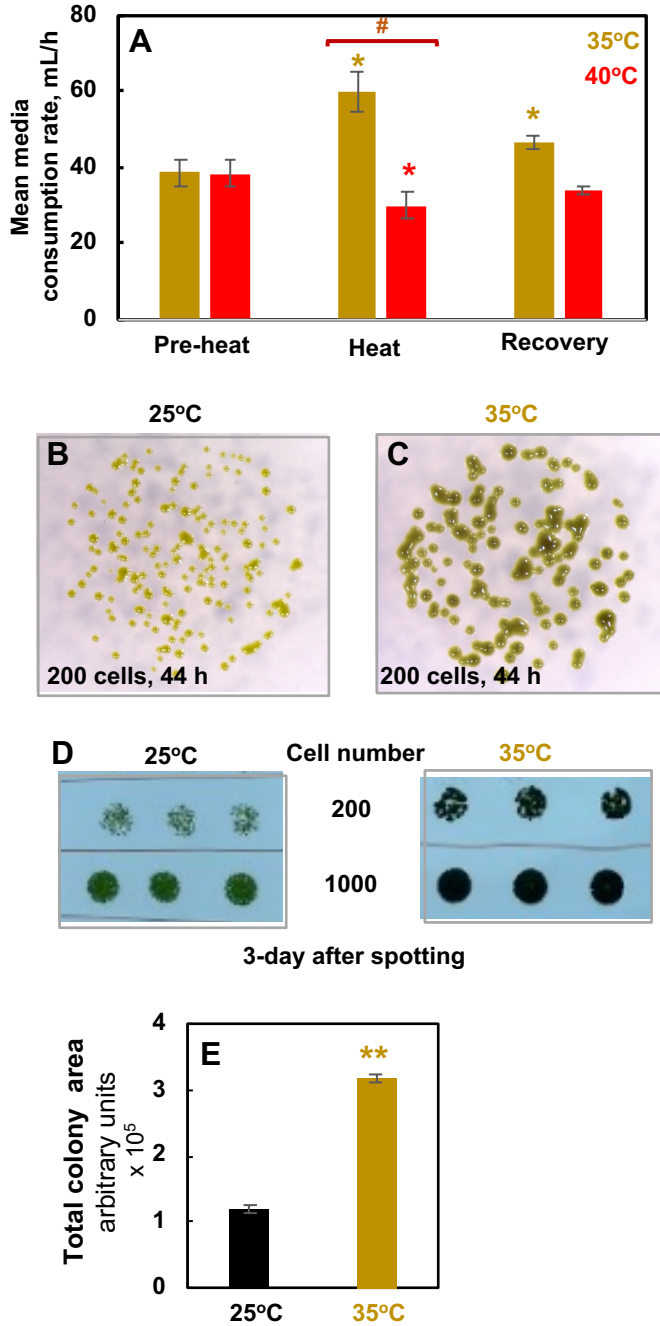 A
#
35°C
40°C
*
*
*
Mean media
consumption rate, mL/h
80
60
40
20
0
Pre-heat
Heat
Recovery
25°C
35°C
B
C
200 cells, 44 h
200 cells, 44 h
D
25°C
Cell number
35°C
200
1000
3-day after spotting
E
**
Total colony area
arbitrary units
x 10⁵
4
3
2
1
0
25°C
35°C